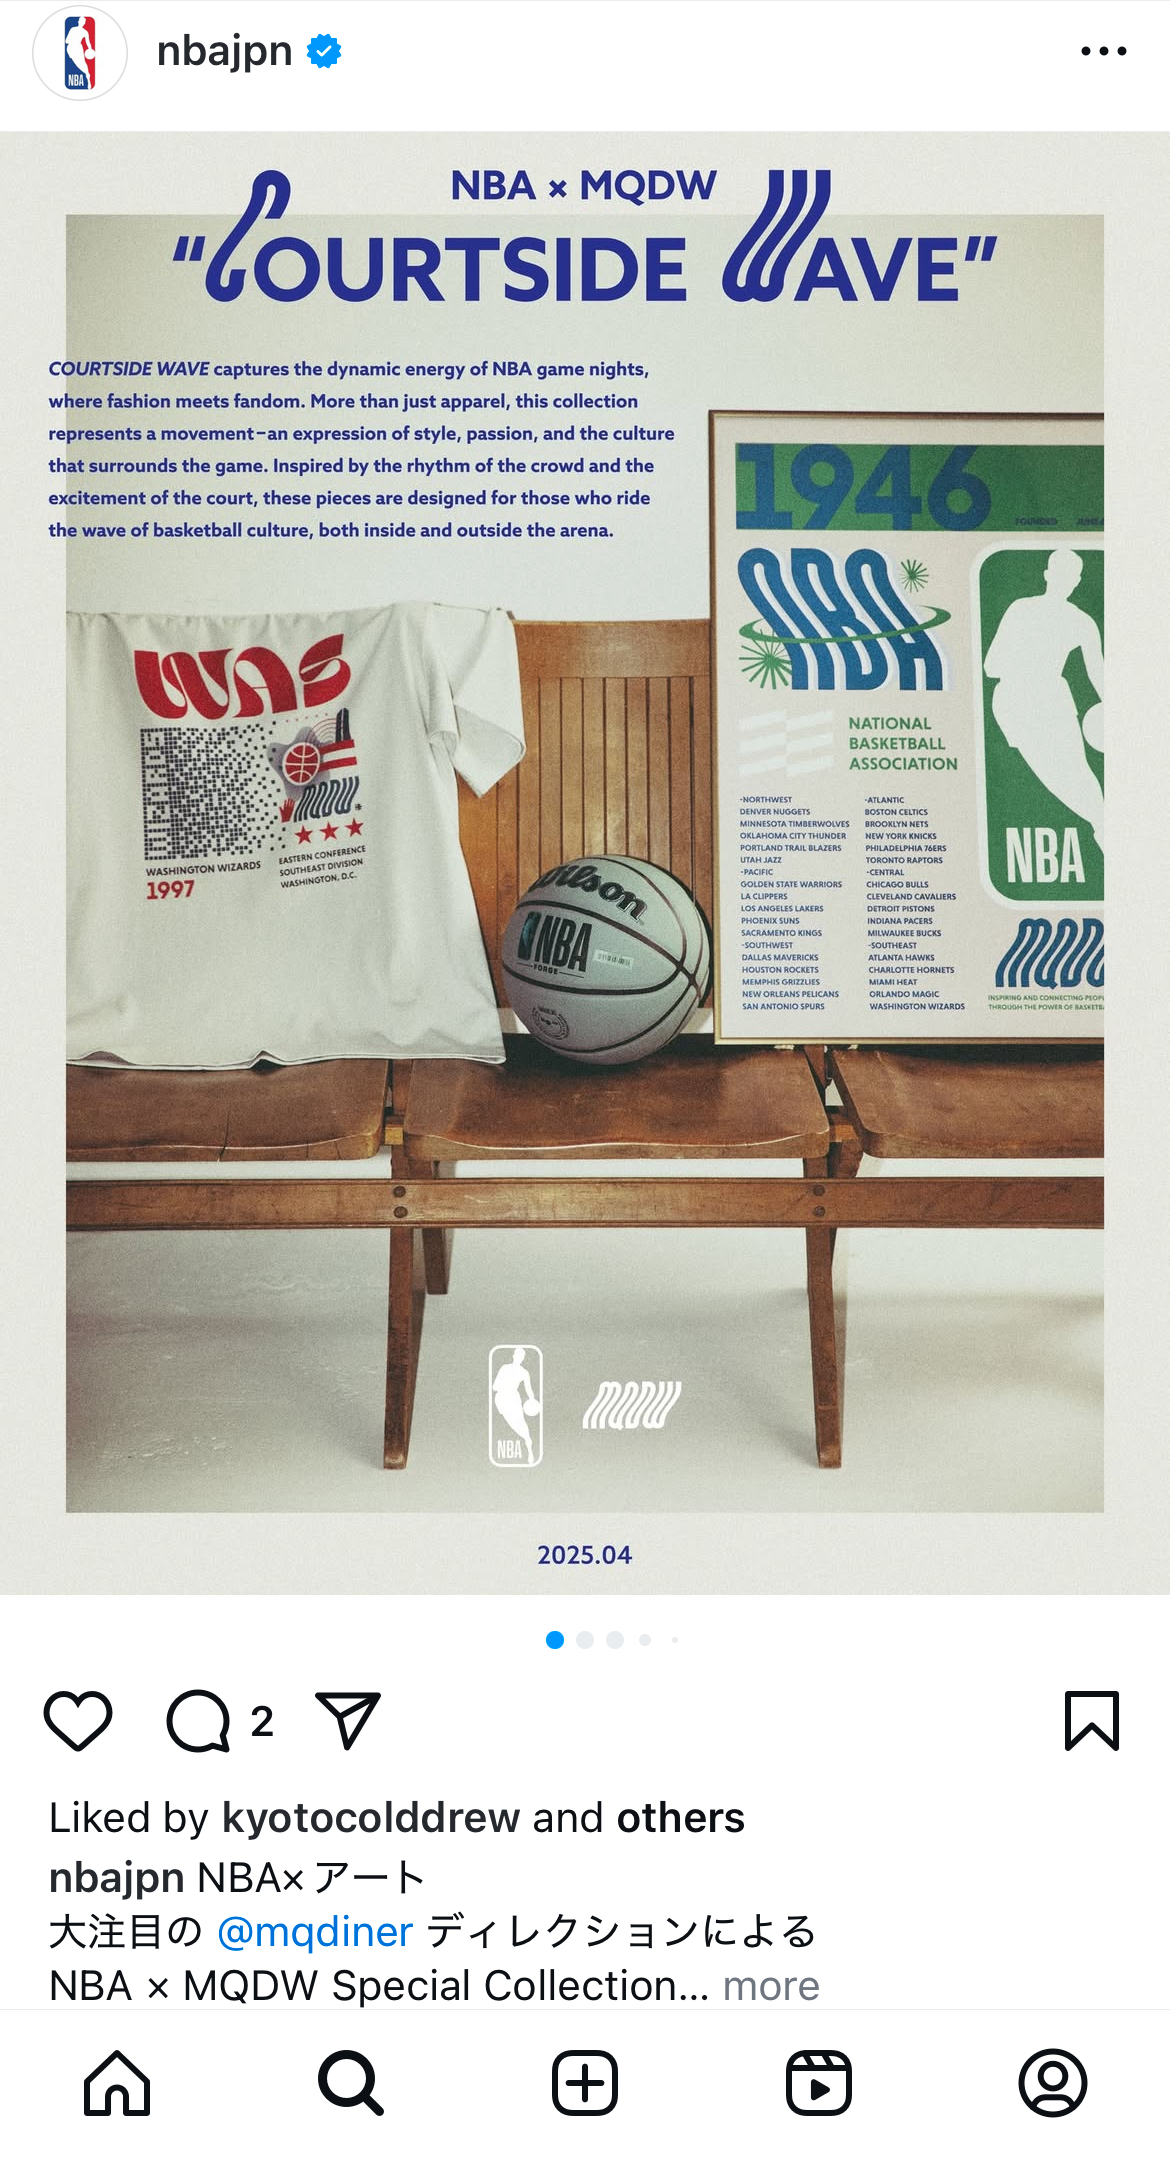 NBA
nbajpn
NBA × MQDW
“COURTSIDE WAVE”
COURTSIDE WAVE captures the dynamic energy of NBA game nights,
where fashion meets fandom. More than just apparel, this collection
represents a movement–an expression of style, passion, and the culture
that surrounds the game. Inspired by the rhythm of the crowd and the
excitement of the court, these pieces are designed for those who ride
the wave of basketball culture, both inside and outside the arena.
WAS
MQDW
WASHINGTON WIZARDS
1997
EASTERN CONFERENCE
SOUTHEAST DIVISION
WASHINGTON, D.C.
Wilson
NBA
FORGE
1946
FOUNDED
NBA
NATIONAL
BASKETBALL
ASSOCIATION
-NORTHWEST
DENVER NUGGETS
MINNESOTA TIMBERWOLVES
OKLAHOMA CITY THUNDER
PORTLAND TRAIL BLAZERS
UTAH JAZZ
-PACIFIC
GOLDEN STATE WARRIORS
LA CLIPPERS
LOS ANGELES LAKERS
PHOENIX SUNS
SACRAMENTO KINGS
-SOUTHWEST
DALLAS MAVERICKS
HOUSTON ROCKETS
MEMPHIS GRIZZLIES
NEW ORLEANS PELICANS
SAN ANTONIO SPURS
-ATLANTIC
BOSTON CELTICS
BROOKLYN NETS
NEW YORK KNICKS
PHILADELPHIA 76ERS
TORONTO RAPTORS
-CENTRAL
CHICAGO BULLS
CLEVELAND CAVALIERS
DETROIT PISTONS
INDIANA PACERS
MILWAUKEE BUCKS
-SOUTHEAST
ATLANTA HAWKS
CHARLOTTE HORNETS
MIAMI HEAT
ORLANDO MAGIC
WASHINGTON WIZARDS
NBA
MQD
INSPIRING AND CONNECTING PEOPL
THROUGH THE POWER OF BASKETB
NBA
MQDW
2025.04
2
Liked by kyotocolddrew and others
nbajpn NBA×アート
大注目の @mqdiner ディレクションによる
NBA × MQDW Special Collection... more